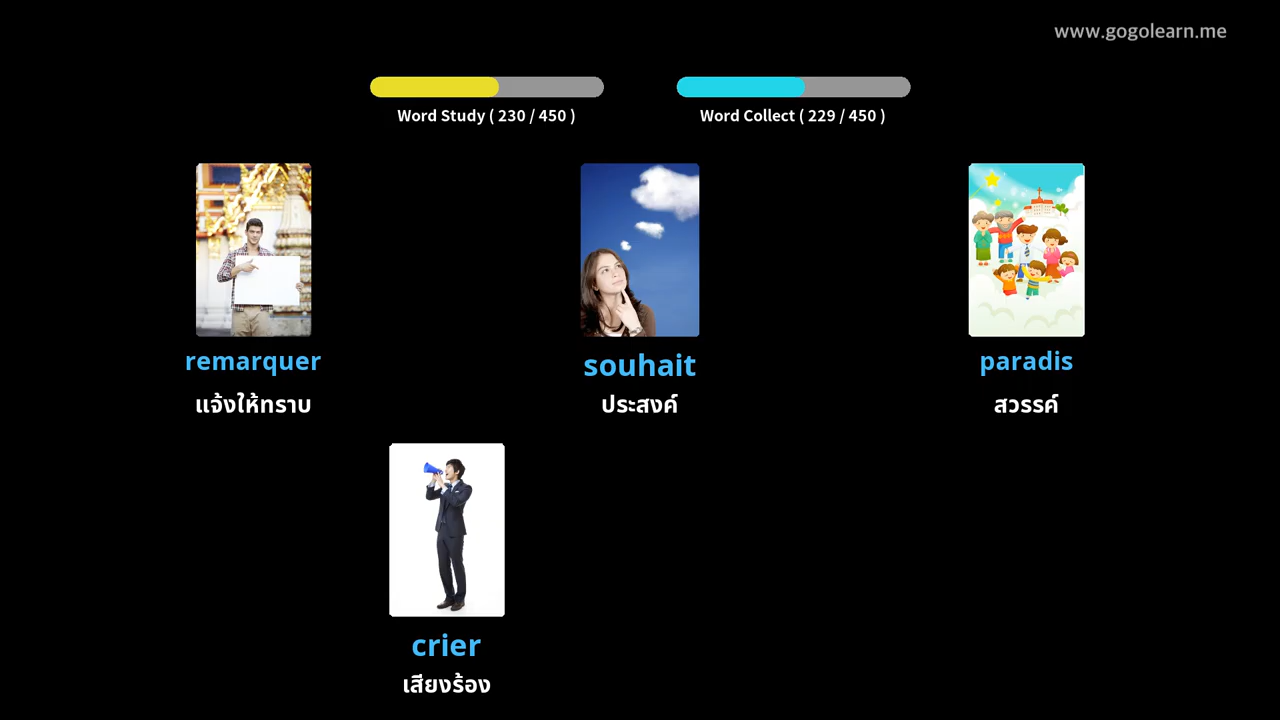 www.gogolearn.me
Word Study ( 230 / 450 )
Word Collect ( 229 / 450 )
remarquer
แจ้งให้ทราบ
souhait
ประสงค์
paradis
สวรรค์
crier
เสียงร้อง